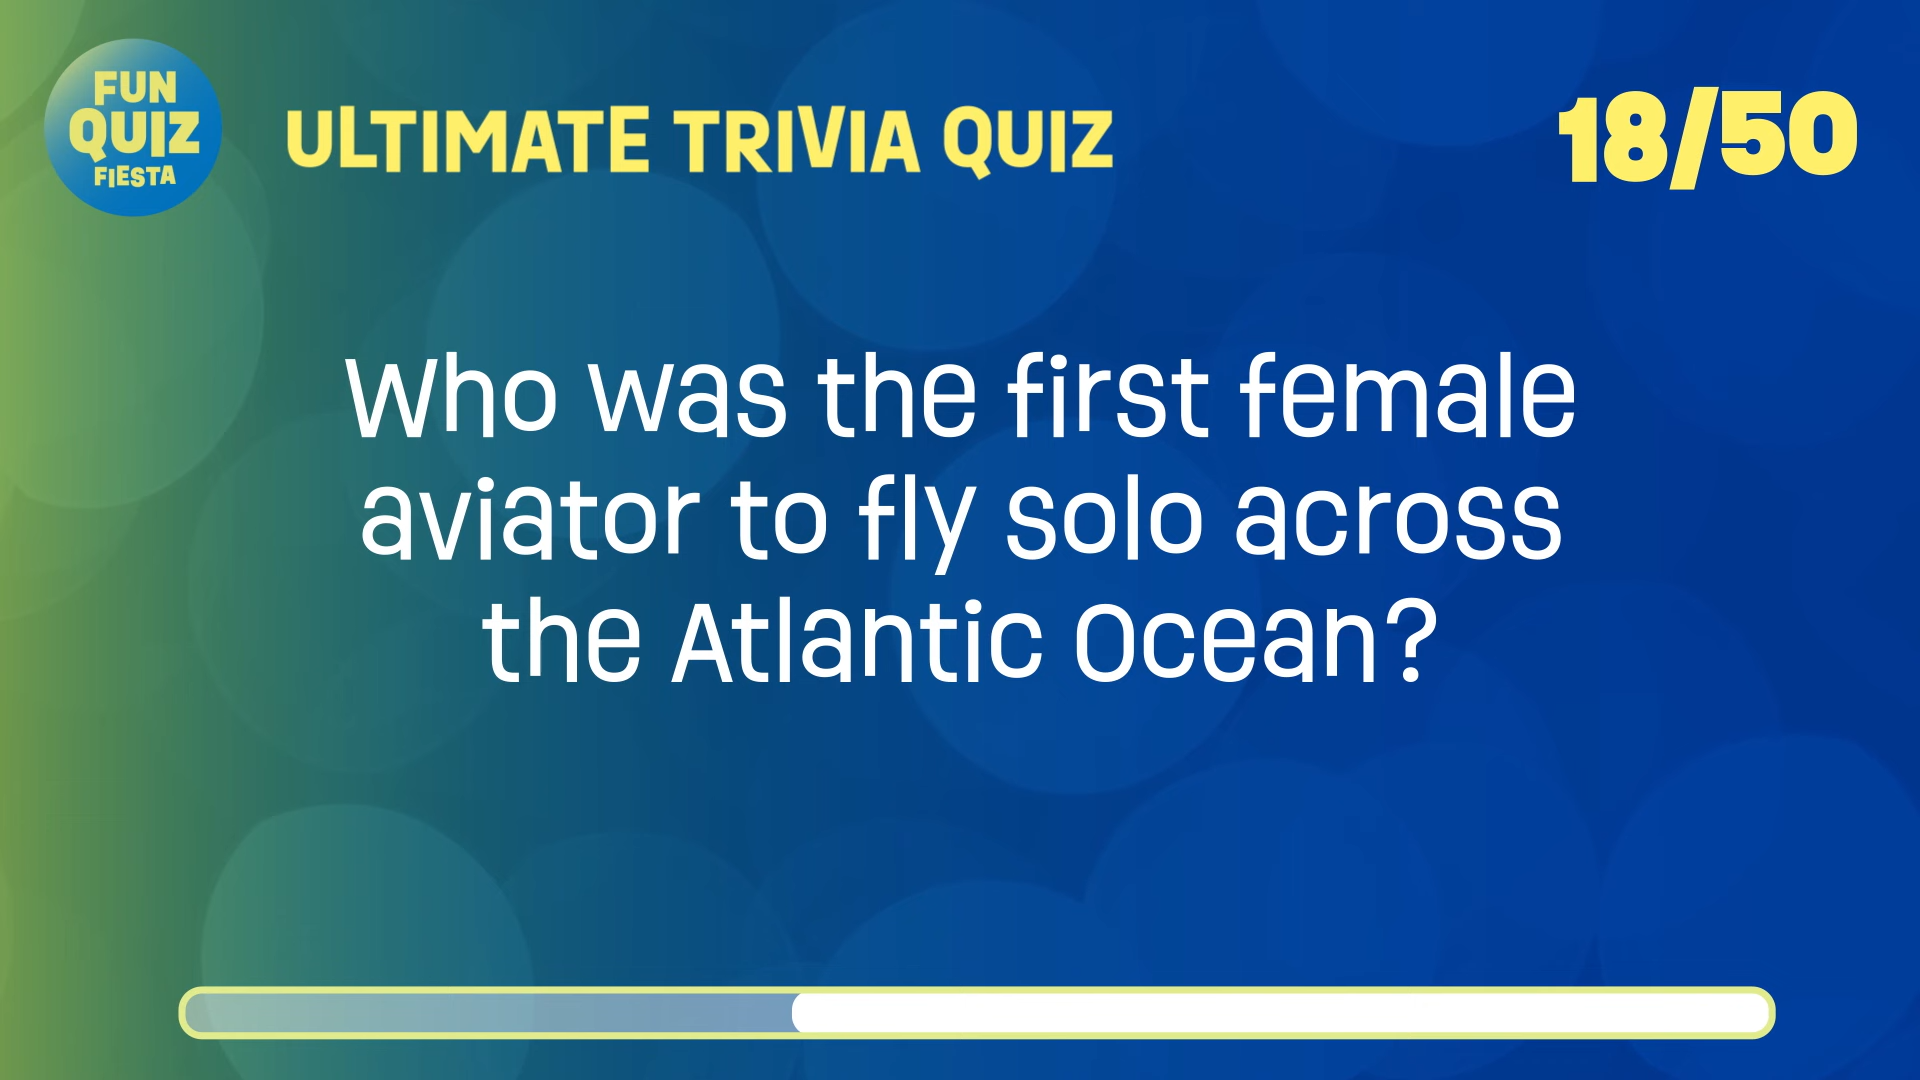 FUN
QUIZ
FIESTA
ULTIMATE TRIVIA QUIZ
18/50
Who was the first female
aviator to fly solo across
the Atlantic Ocean?